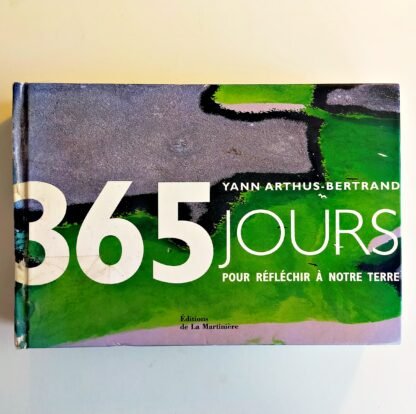 YANN ARTHUS-BERTRAND
365 JOURS
POUR RÉFLÉCHIR À NOTRE TERRE
Éditions
de La Martinière